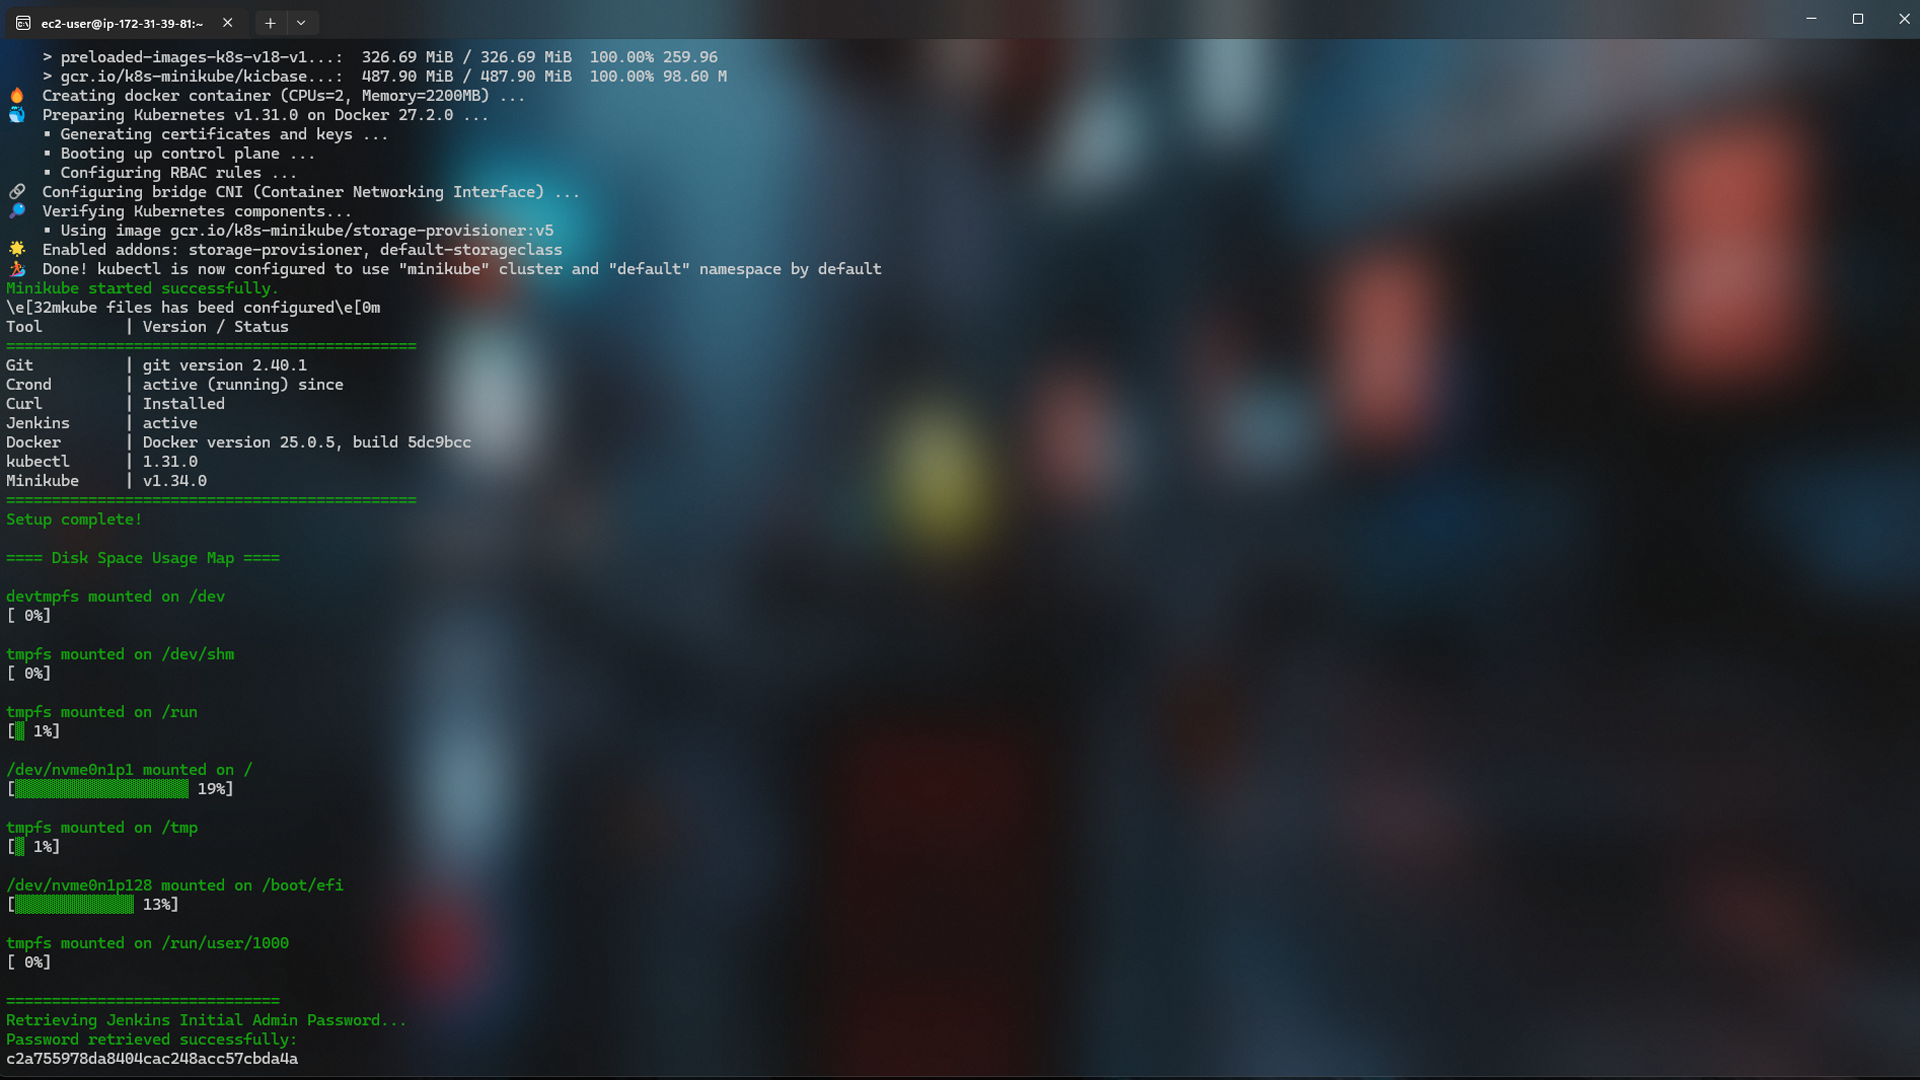 ec2-user@ip-172-31-39-81:~
> preloaded-images-k8s-v18-v1...:  326.69 MiB / 326.69 MiB  100.00% 259.96
> gcr.io/k8s-minikube/kicbase...:  487.90 MiB / 487.90 MiB  100.00% 98.60 M
🔥  Creating docker container (CPUs=2, Memory=2200MB) ...
🐳  Preparing Kubernetes v1.31.0 on Docker 27.2.0 ...
▪ Generating certificates and keys ...
▪ Booting up control plane ...
▪ Configuring RBAC rules ...
🔗  Configuring bridge CNI (Container Networking Interface) ...
🔎  Verifying Kubernetes components...
▪ Using image gcr.io/k8s-minikube/storage-provisioner:v5
🌟  Enabled addons: storage-provisioner, default-storageclass
🏄  Done! kubectl is now configured to use "minikube" cluster and "default" namespace by default
Minikube started successfully.
\e[32mkube files has beed configured\e[0m
Tool | Version / Status
=============================================
Git | git version 2.40.1
Crond | active (running) since
Curl | Installed
Jenkins | active
Docker | Docker version 25.0.5, build 5dc9bcc
kubectl | 1.31.0
Minikube | v1.34.0
=============================================
Setup complete!
==== Disk Space Usage Map ====
devtmpfs mounted on /dev
[ 0%]
tmpfs mounted on /dev/shm
[ 0%]
tmpfs mounted on /run
[▒ 1%]
/dev/nvme0n1p1 mounted on /
[▒▒▒▒▒▒▒▒▒▒▒▒▒▒▒▒▒▒▒ 19%]
tmpfs mounted on /tmp
[▒ 1%]
/dev/nvme0n1p128 mounted on /boot/efi
[▒▒▒▒▒▒▒▒▒▒▒▒▒ 13%]
tmpfs mounted on /run/user/1000
[ 0%]
==============================
Retrieving Jenkins Initial Admin Password...
Password retrieved successfully:
c2a755978da8404cac248acc57cbda4a